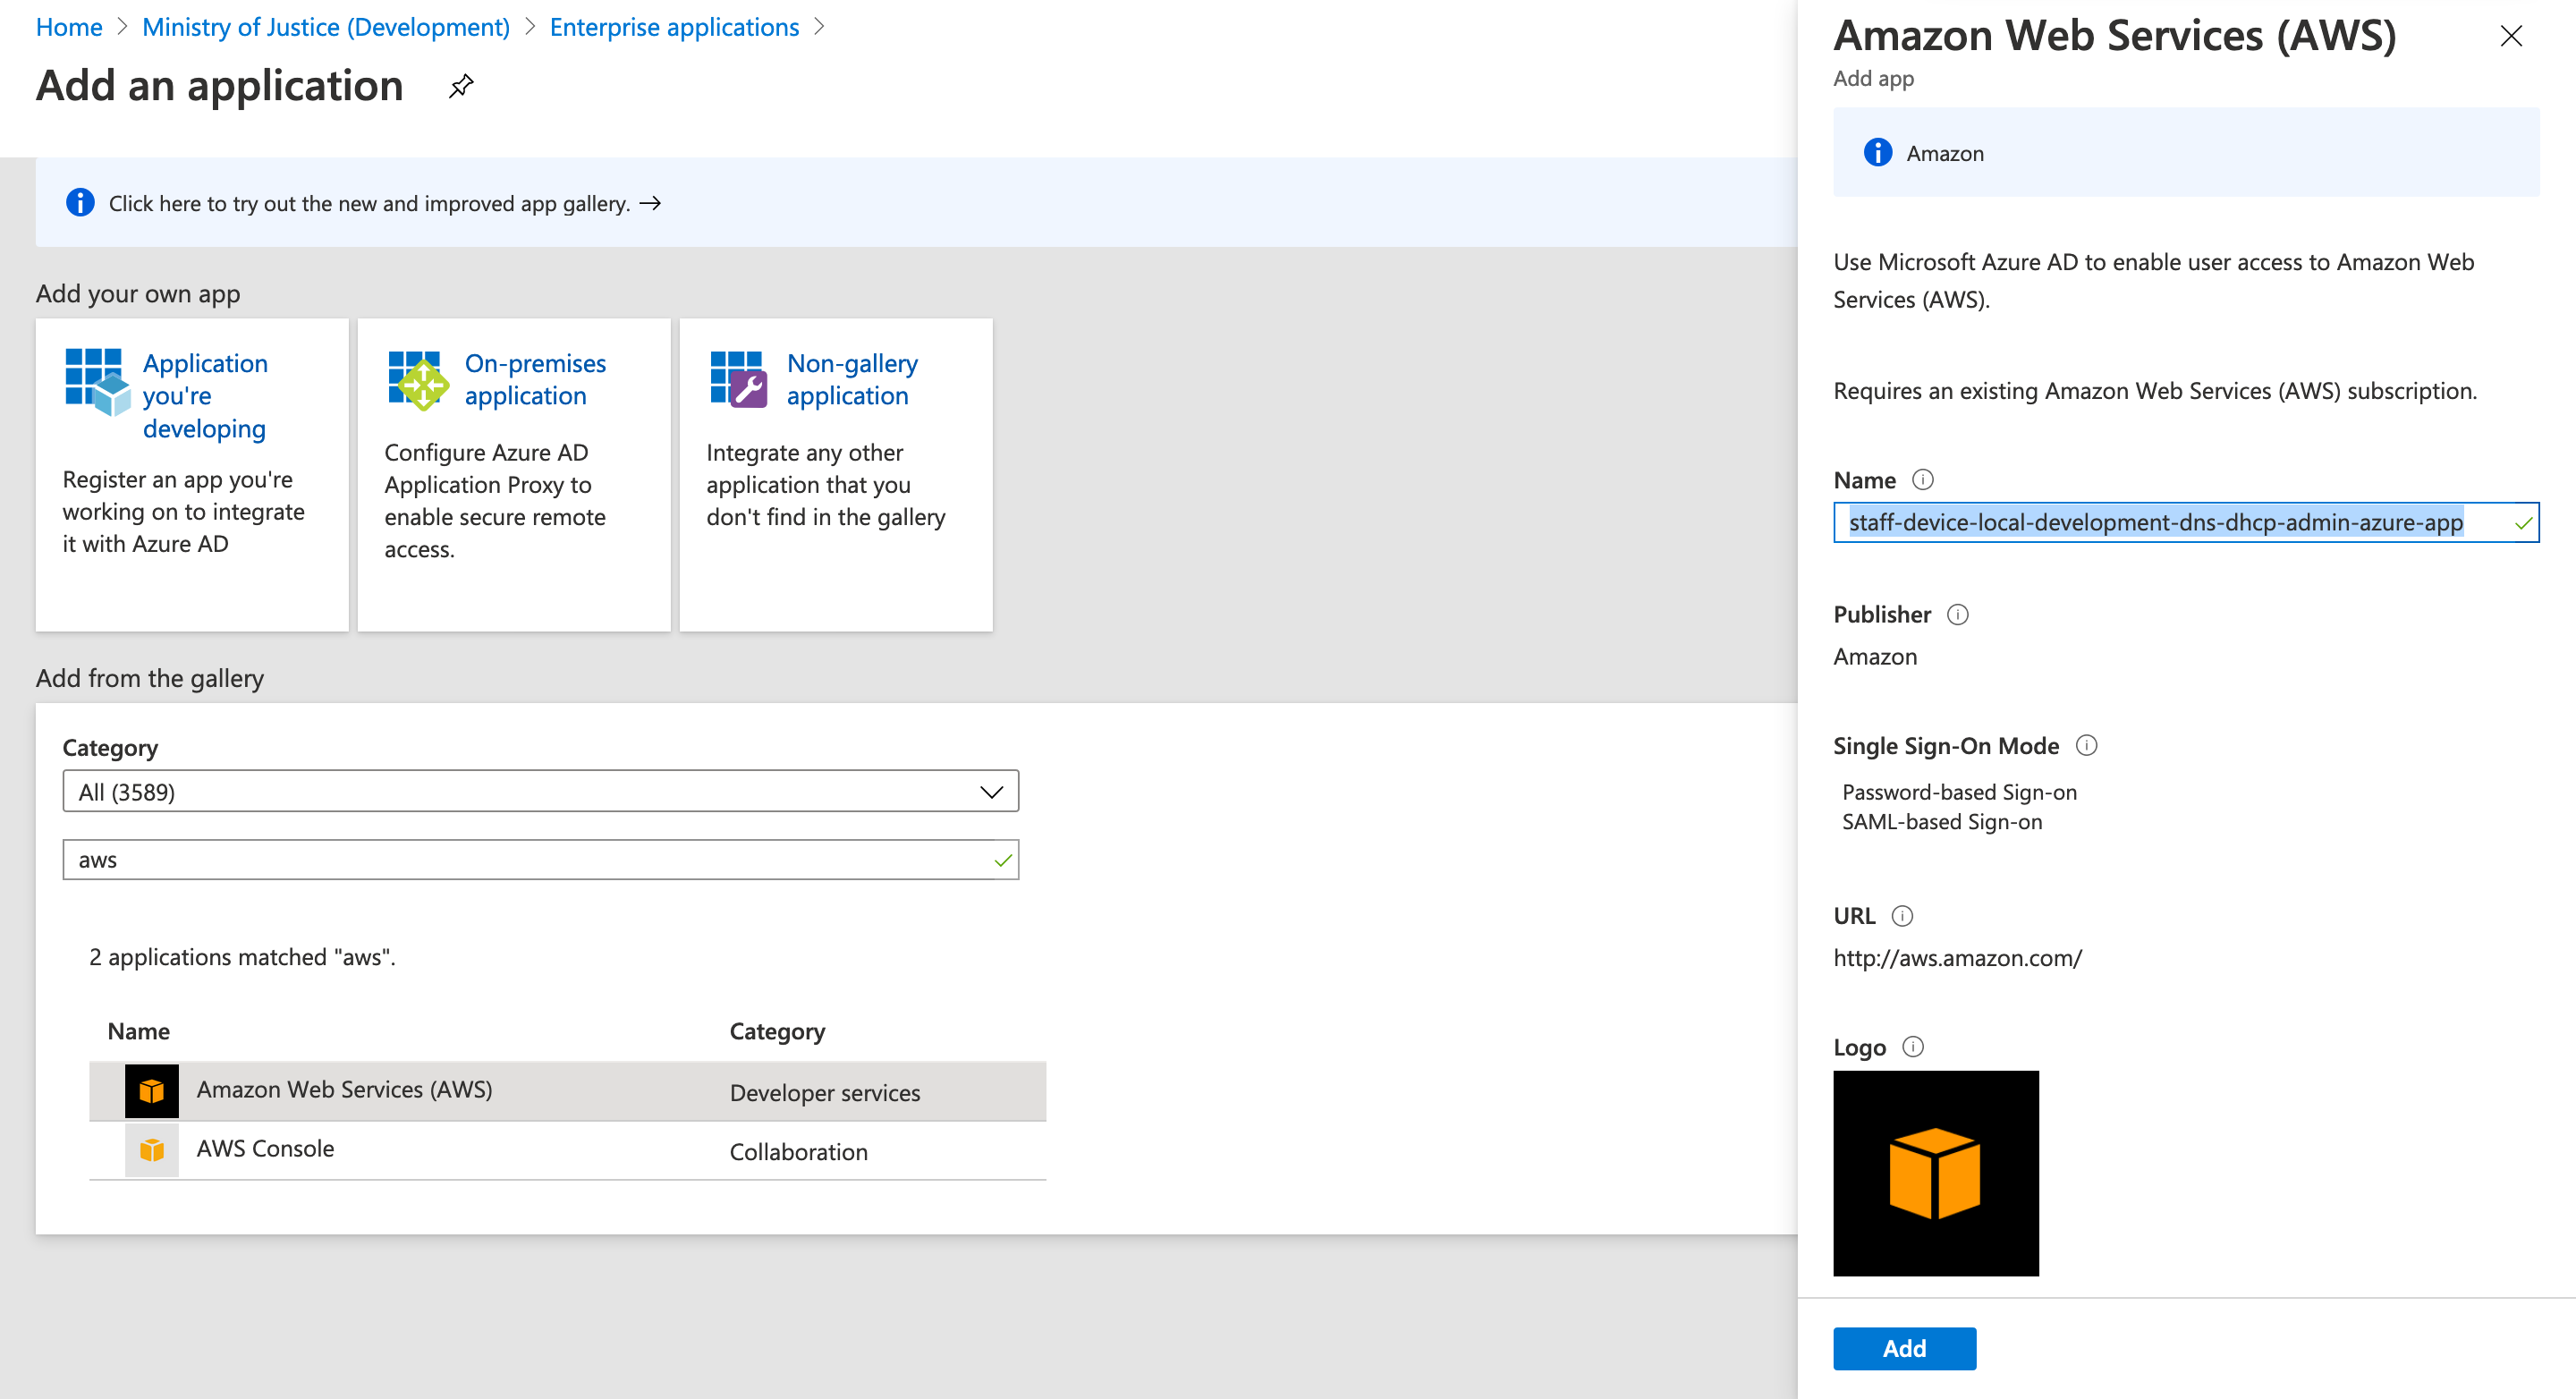 Home > Ministry of Justice (Development) > Enterprise applications >
Add an application
Click here to try out the new and improved app gallery. →
Add your own app
Application
you're
developing
Register an app you're
working on to integrate
it with Azure AD
On-premises
application
Configure Azure AD
Application Proxy to
enable secure remote
access.
Non-gallery
application
Integrate any other
application that you
don't find in the gallery
Add from the gallery
Category
All (3589)
aws
2 applications matched "aws".
Name Category
Amazon Web Services (AWS) Developer services
AWS Console Collaboration
Amazon Web Services (AWS)
Add app
Amazon
Use Microsoft Azure AD to enable user access to Amazon Web
Services (AWS).
Requires an existing Amazon Web Services (AWS) subscription.
Name
staff-device-local-development-dns-dhcp-admin-azure-app
Publisher
Amazon
Single Sign-On Mode
Password-based Sign-on
SAML-based Sign-on
URL
http://aws.amazon.com/
Logo
Add